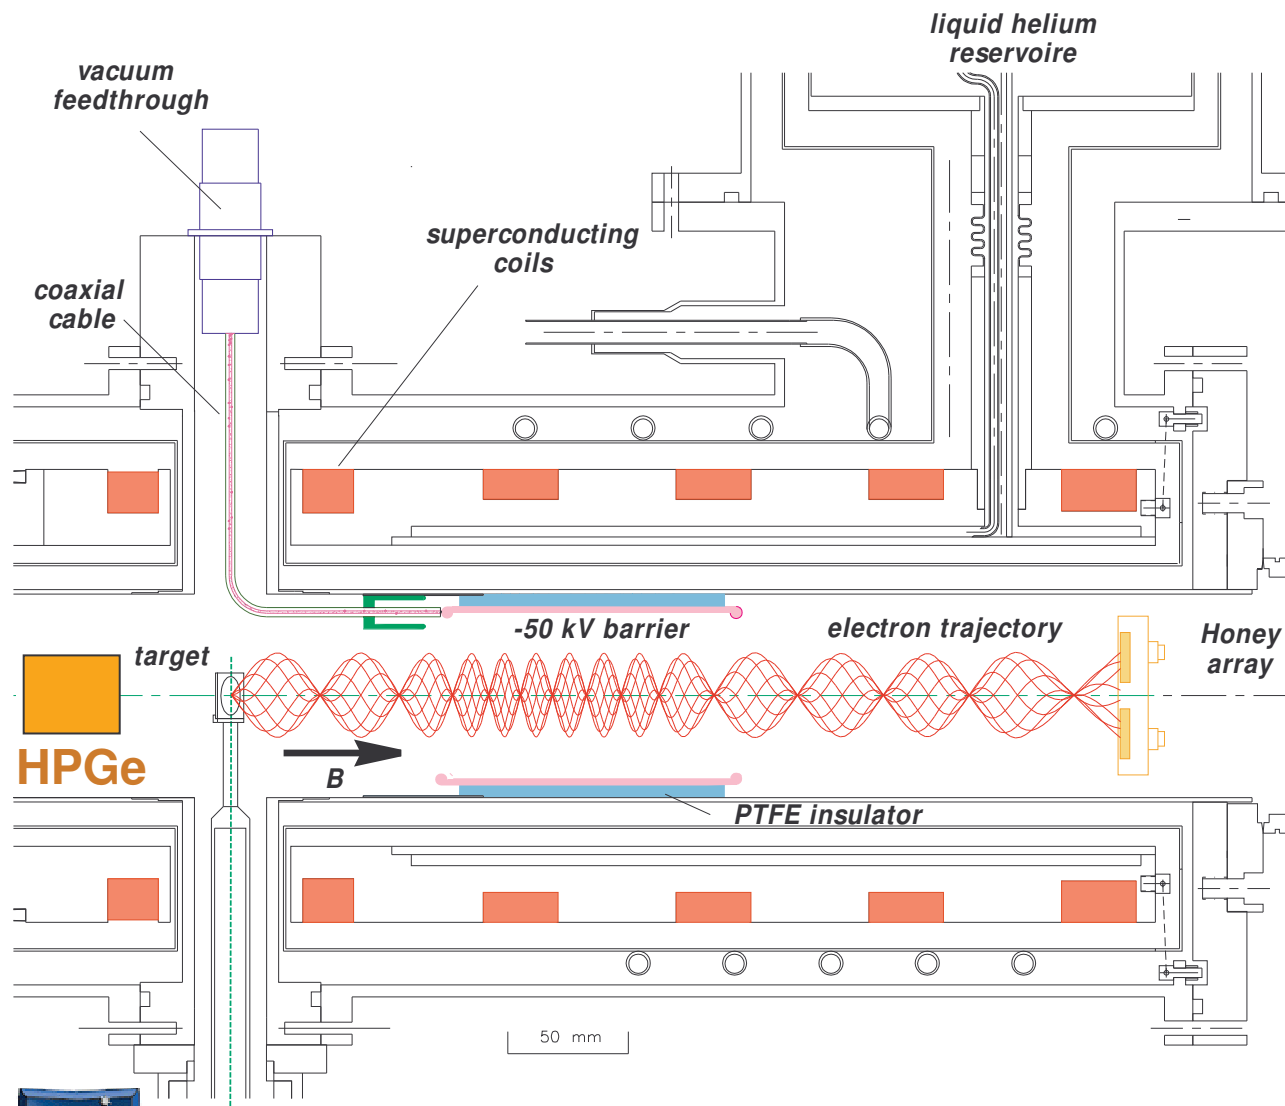 liquid helium
reservoire
vacuum
feedthrough
superconducting
coils
coaxial
cable
-50 kV barrier
electron trajectory
Honey
array
target
HPGe
B
PTFE insulator
50 mm